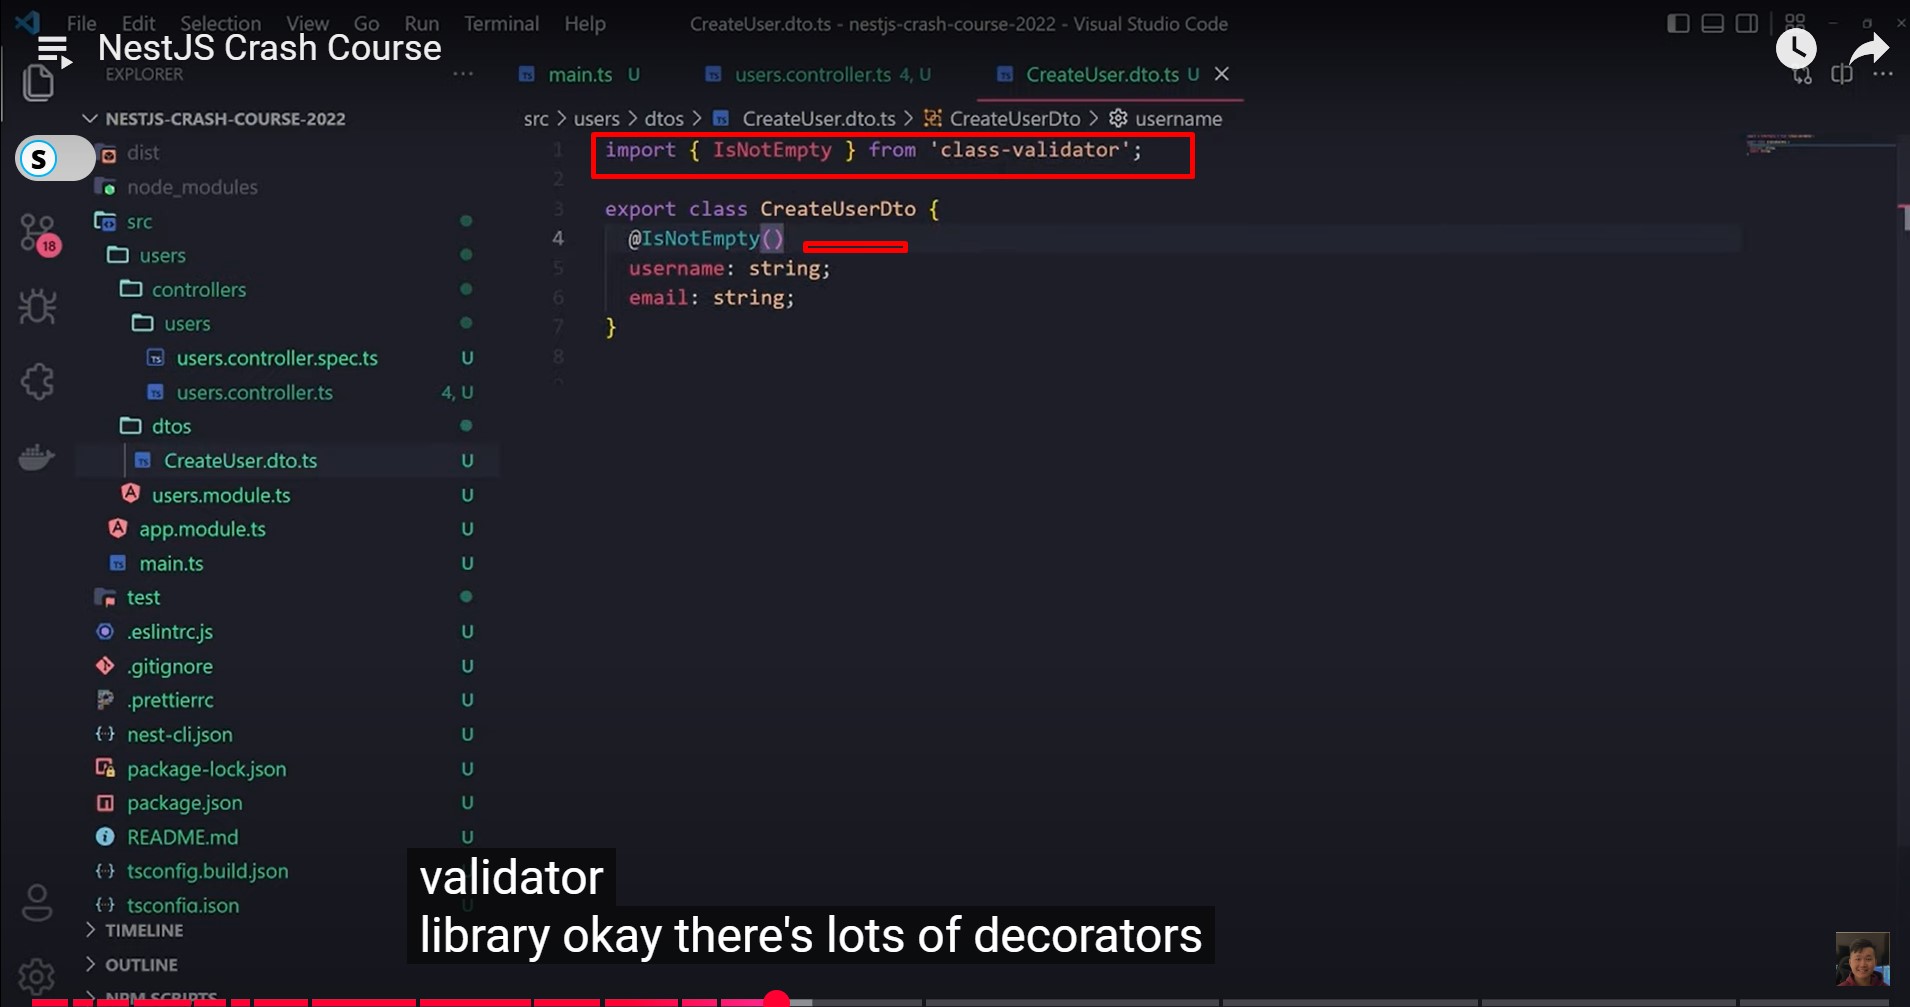 File Edit Selection View Go Run Terminal Help CreateUser.dto.ts - nestjs-crash-course-2022 - Visual Studio Code
NestJS Crash Course
EXPLORER ...
main.ts U users.controller.ts 4, U CreateUser.dto.ts U
NESTJS-CRASH-COURSE-2022
src > users > dtos > TS CreateUser.dto.ts > CreateUserDto > username
S
dist
node_modules
18
src
users
controllers
users
TS users.controller.spec.ts U
TS users.controller.ts 4, U
dtos
TS CreateUser.dto.ts U
users.module.ts U
app.module.ts U
TS main.ts U
test
.eslintrc.js U
.gitignore U
.prettierrc U
nest-cli.json U
package-lock.json U
package.json U
README.md U
tsconfig.build.json U
tsconfig.json U
TIMELINE
OUTLINE
NPM SCRIPTS
1 import { IsNotEmpty } from 'class-validator';
2
3 export class CreateUserDto {
4 @IsNotEmpty()
5 username: string;
6 email: string;
7 }
8
validator
library okay there's lots of decorators